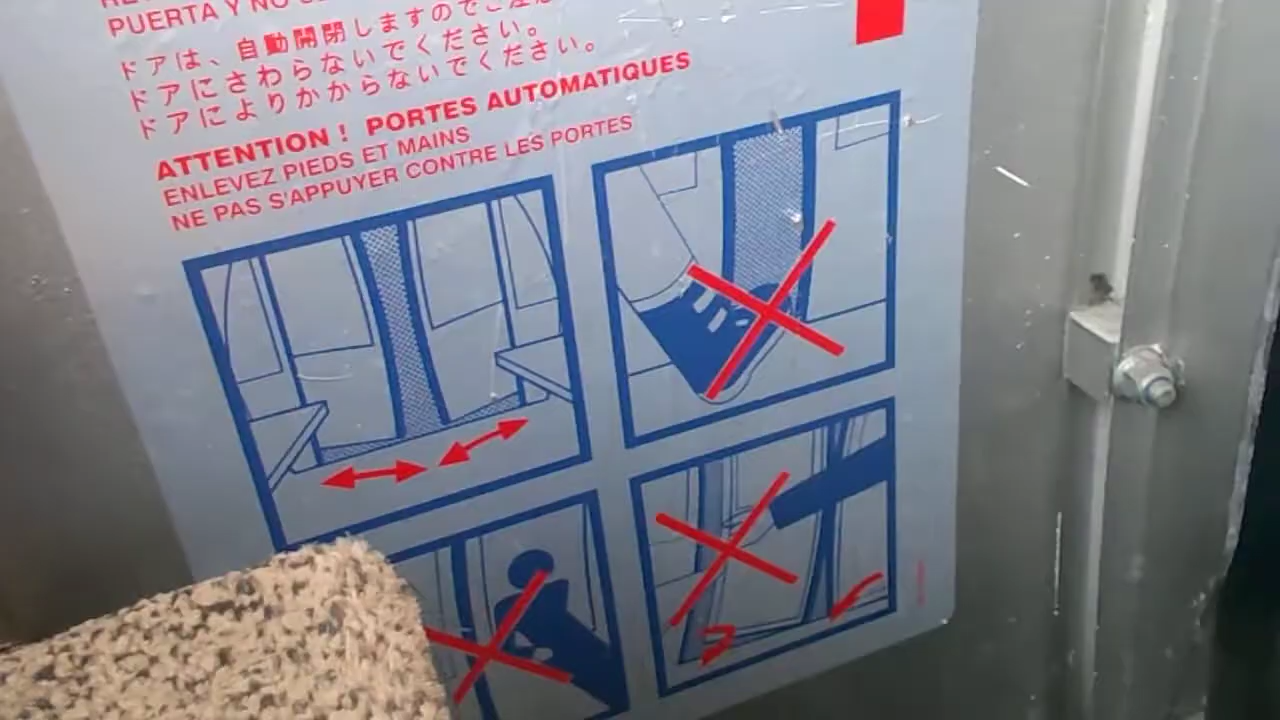 PUERTA Y NO
ドアは、自動開閉しますのでご注
ドアにさわらないでください。
ドアによりかからないでください。
ATTENTION ! PORTES AUTOMATIQUES
ENLEVEZ PIEDS ET MAINS
NE PAS S'APPUYER CONTRE LES PORTES